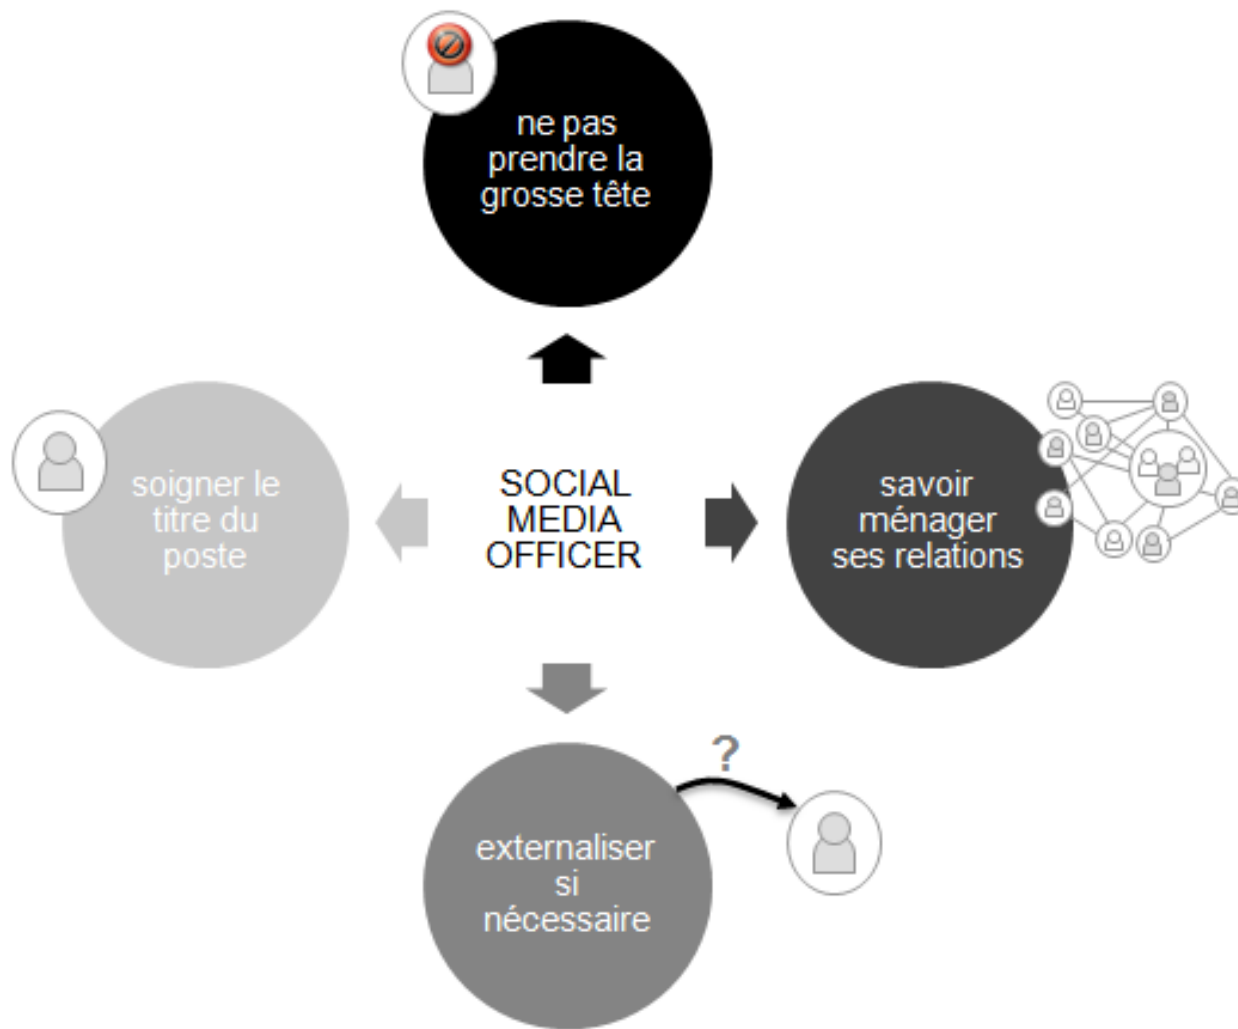 ne pas
prendre la
grosse tête
soigner le
titre du
poste
SOCIAL
MEDIA
OFFICER
savoir
ménager
ses relations
?
externaliser
si
nécessaire